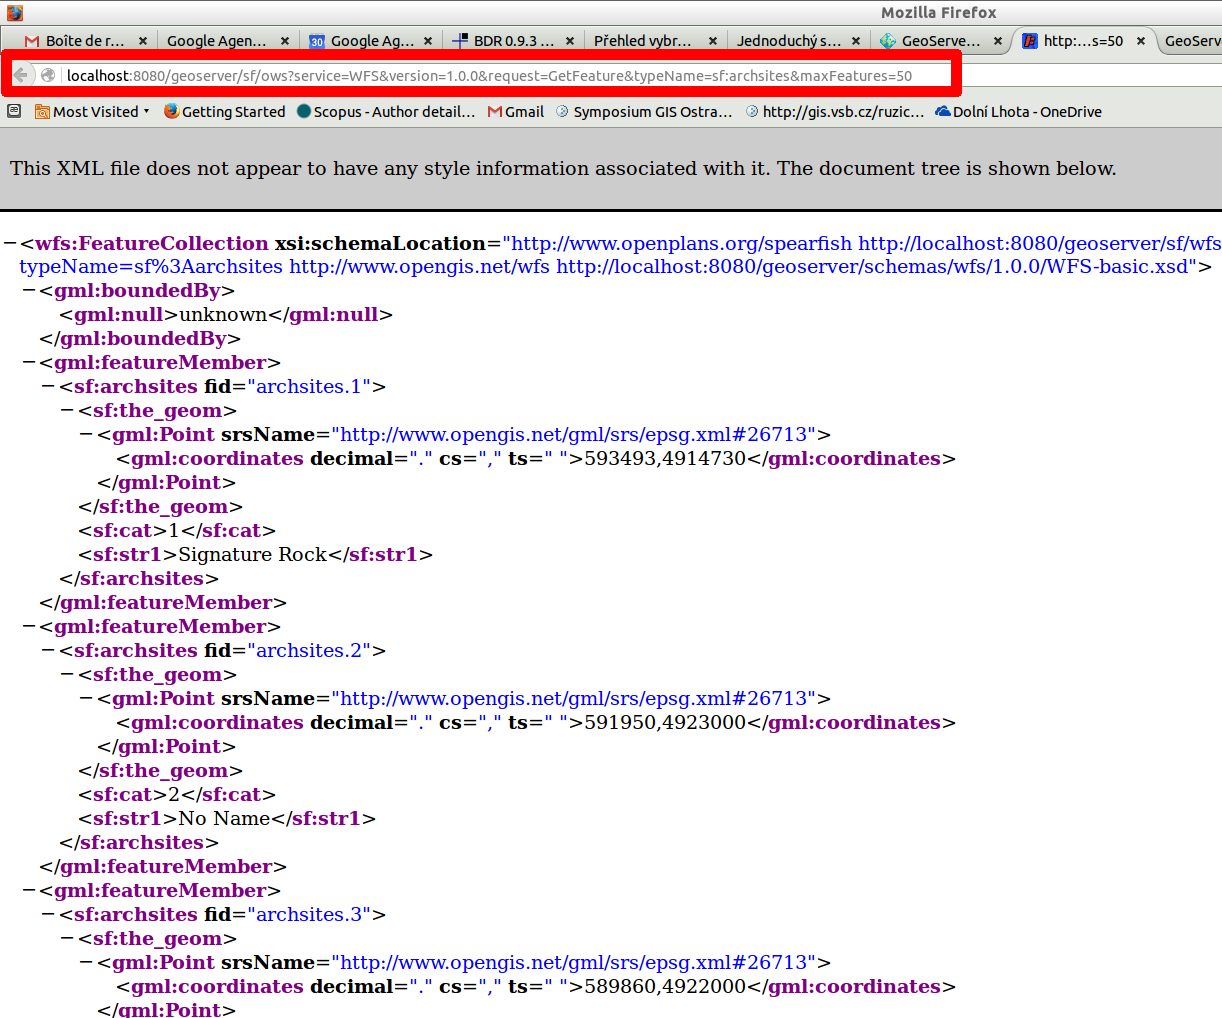 Mozilla Firefox
Boîte de r... × Google Agen... × 30 Google Ag... × BDR 0.9.3 ... × Přehled vybr... × Jednoduchý s... × GeoServe... × http:...s=50 × GeoServ
localhost:8080/geoserver/sf/ows?service=WFS&version=1.0.0&request=GetFeature&typeName=sf:archsites&maxFeatures=50
Most Visited Getting Started Scopus - Author detail... Gmail Symposium GIS Ostra... http://gis.vsb.cz/ruzic... Dolní Lhota - OneDrive
This XML file does not appear to have any style information associated with it. The document tree is shown below.
−<wfs:FeatureCollection xsi:schemaLocation="http://www.openplans.org/spearfish http://localhost:8080/geoserver/sf/wfs
typeName=sf%3Aarchsites http://www.opengis.net/wfs http://localhost:8080/geoserver/schemas/wfs/1.0.0/WFS-basic.xsd">
−<gml:boundedBy>
<gml:null>unknown</gml:null>
</gml:boundedBy>
−<gml:featureMember>
−<sf:archsites fid="archsites.1">
−<sf:the_geom>
−<gml:Point srsName="http://www.opengis.net/gml/srs/epsg.xml#26713">
<gml:coordinates decimal="." cs="," ts=" ">593493,4914730</gml:coordinates>
</gml:Point>
</sf:the_geom>
<sf:cat>1</sf:cat>
<sf:str1>Signature Rock</sf:str1>
</sf:archsites>
</gml:featureMember>
−<gml:featureMember>
−<sf:archsites fid="archsites.2">
−<sf:the_geom>
−<gml:Point srsName="http://www.opengis.net/gml/srs/epsg.xml#26713">
<gml:coordinates decimal="." cs="," ts=" ">591950,4923000</gml:coordinates>
</gml:Point>
</sf:the_geom>
<sf:cat>2</sf:cat>
<sf:str1>No Name</sf:str1>
</sf:archsites>
</gml:featureMember>
−<gml:featureMember>
−<sf:archsites fid="archsites.3">
−<sf:the_geom>
−<gml:Point srsName="http://www.opengis.net/gml/srs/epsg.xml#26713">
<gml:coordinates decimal="." cs="," ts=" ">589860,4922000</gml:coordinates>
</gml:Point>